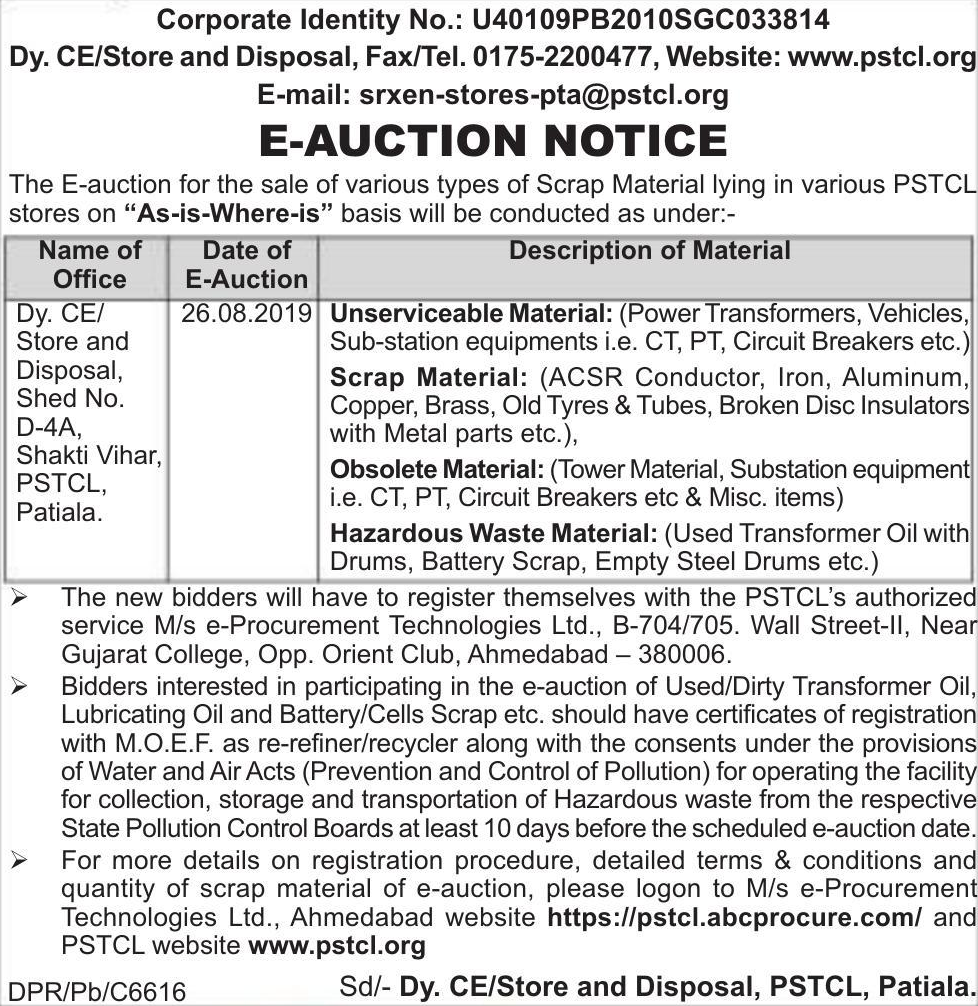 Corporate Identity No.: U40109PB2010SGC033814
Dy. CE/Store and Disposal, Fax/Tel. 0175-2200477, Website: www.pstcl.org
E-mail: srxen-stores-pta@pstcl.org
E-AUCTION NOTICE
The E-auction for the sale of various types of Scrap Material lying in various PSTCL
stores on “As-is-Where-is” basis will be conducted as under:-
Name of
Office
Date of
E-Auction
Description of Material
Dy. CE/
Store and
Disposal,
Shed No.
D-4A,
Shakti Vihar,
PSTCL,
Patiala.
26.08.2019
Unserviceable Material: (Power Transformers, Vehicles,
Sub-station equipments i.e. CT, PT, Circuit Breakers etc.)
Scrap Material: (ACSR Conductor, Iron, Aluminum,
Copper, Brass, Old Tyres & Tubes, Broken Disc Insulators
with Metal parts etc.),
Obsolete Material: (Tower Material, Substation equipment
i.e. CT, PT, Circuit Breakers etc & Misc. items)
Hazardous Waste Material: (Used Transformer Oil with
Drums, Battery Scrap, Empty Steel Drums etc.)
➢ The new bidders will have to register themselves with the PSTCL’s authorized
service M/s e-Procurement Technologies Ltd., B-704/705. Wall Street-II, Near
Gujarat College, Opp. Orient Club, Ahmedabad – 380006.
➢ Bidders interested in participating in the e-auction of Used/Dirty Transformer Oil,
Lubricating Oil and Battery/Cells Scrap etc. should have certificates of registration
with M.O.E.F. as re-refiner/recycler along with the consents under the provisions
of Water and Air Acts (Prevention and Control of Pollution) for operating the facility
for collection, storage and transportation of Hazardous waste from the respective
State Pollution Control Boards at least 10 days before the scheduled e-auction date.
➢ For more details on registration procedure, detailed terms & conditions and
quantity of scrap material of e-auction, please logon to M/s e-Procurement
Technologies Ltd., Ahmedabad website https://pstcl.abcprocure.com/ and
PSTCL website www.pstcl.org
DPR/Pb/C6616
Sd/- Dy. CE/Store and Disposal, PSTCL, Patiala.